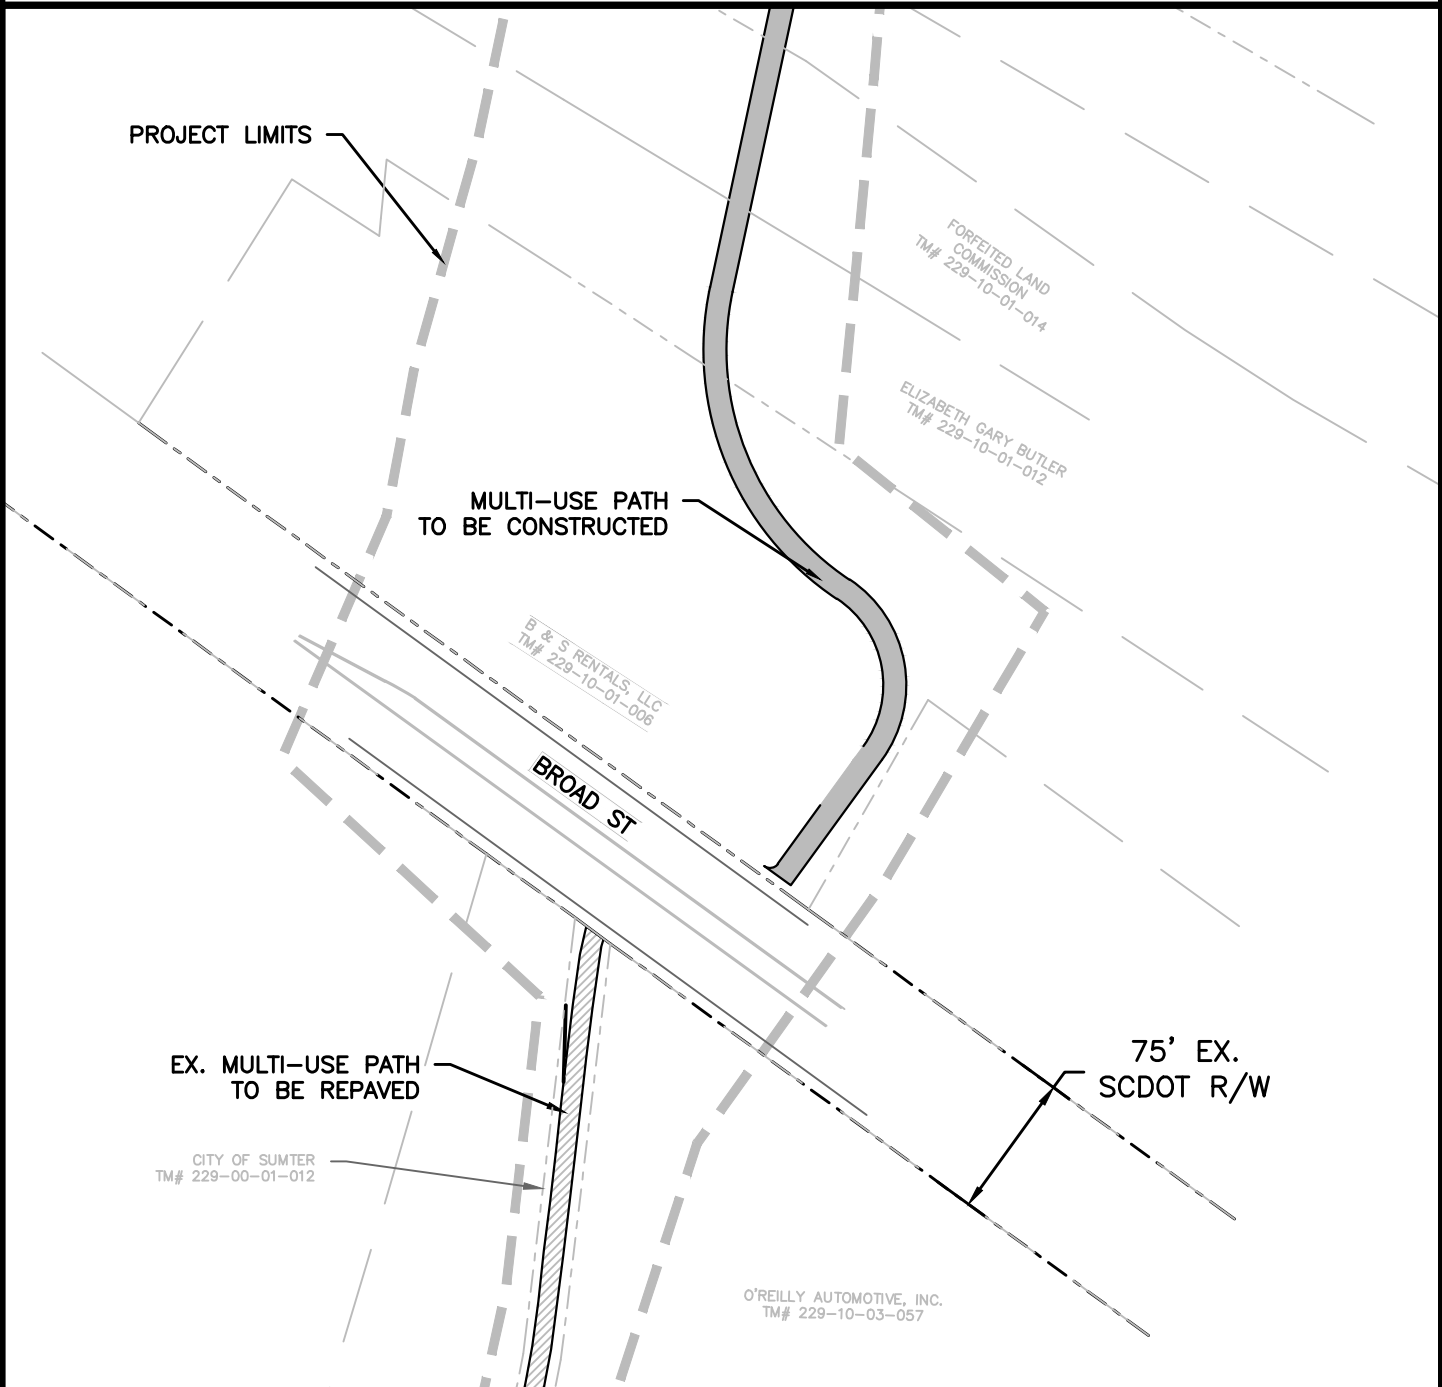 PROJECT LIMITS
FORFEITED LAND
COMMISSION
TM# 229-10-01-014
ELIZABETH GARY BUTLER
TM# 229-10-01-012
MULTI-USE PATH
TO BE CONSTRUCTED
B & S RENTALS, LLC
TM# 229-10-01-006
BROAD ST
75' EX.
SCDOT R/W
EX. MULTI-USE PATH
TO BE REPAVED
CITY OF SUMTER
TM# 229-00-01-012
O'REILLY AUTOMOTIVE, INC.
TM# 229-10-03-057